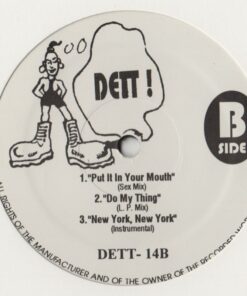 DETT!
B
SIDE
1."Put It In Your Mouth"
(Sex Mix)
2."Do My Thing"
(L. P. Mix)
3."New York, New York"
(Instrumental)
DETT- 14B
ALL RIGHTS OF THE MANUFACTURER AND OF THE OWNER OF THE RECORDED WORK